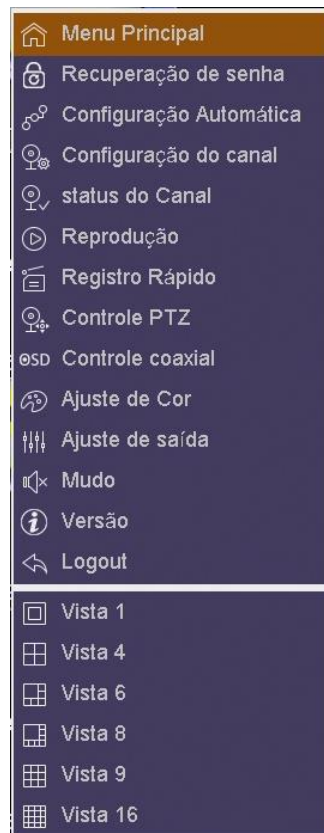 Menu Principal
Recuperação de senha
Configuração Automática
Configuração do canal
status do Canal
Reprodução
Registro Rápido
Controle PTZ
OSD Controle coaxial
Ajuste de Cor
Ajuste de saída
Mudo
Versão
Logout
Vista 1
Vista 4
Vista 6
Vista 8
Vista 9
Vista 16